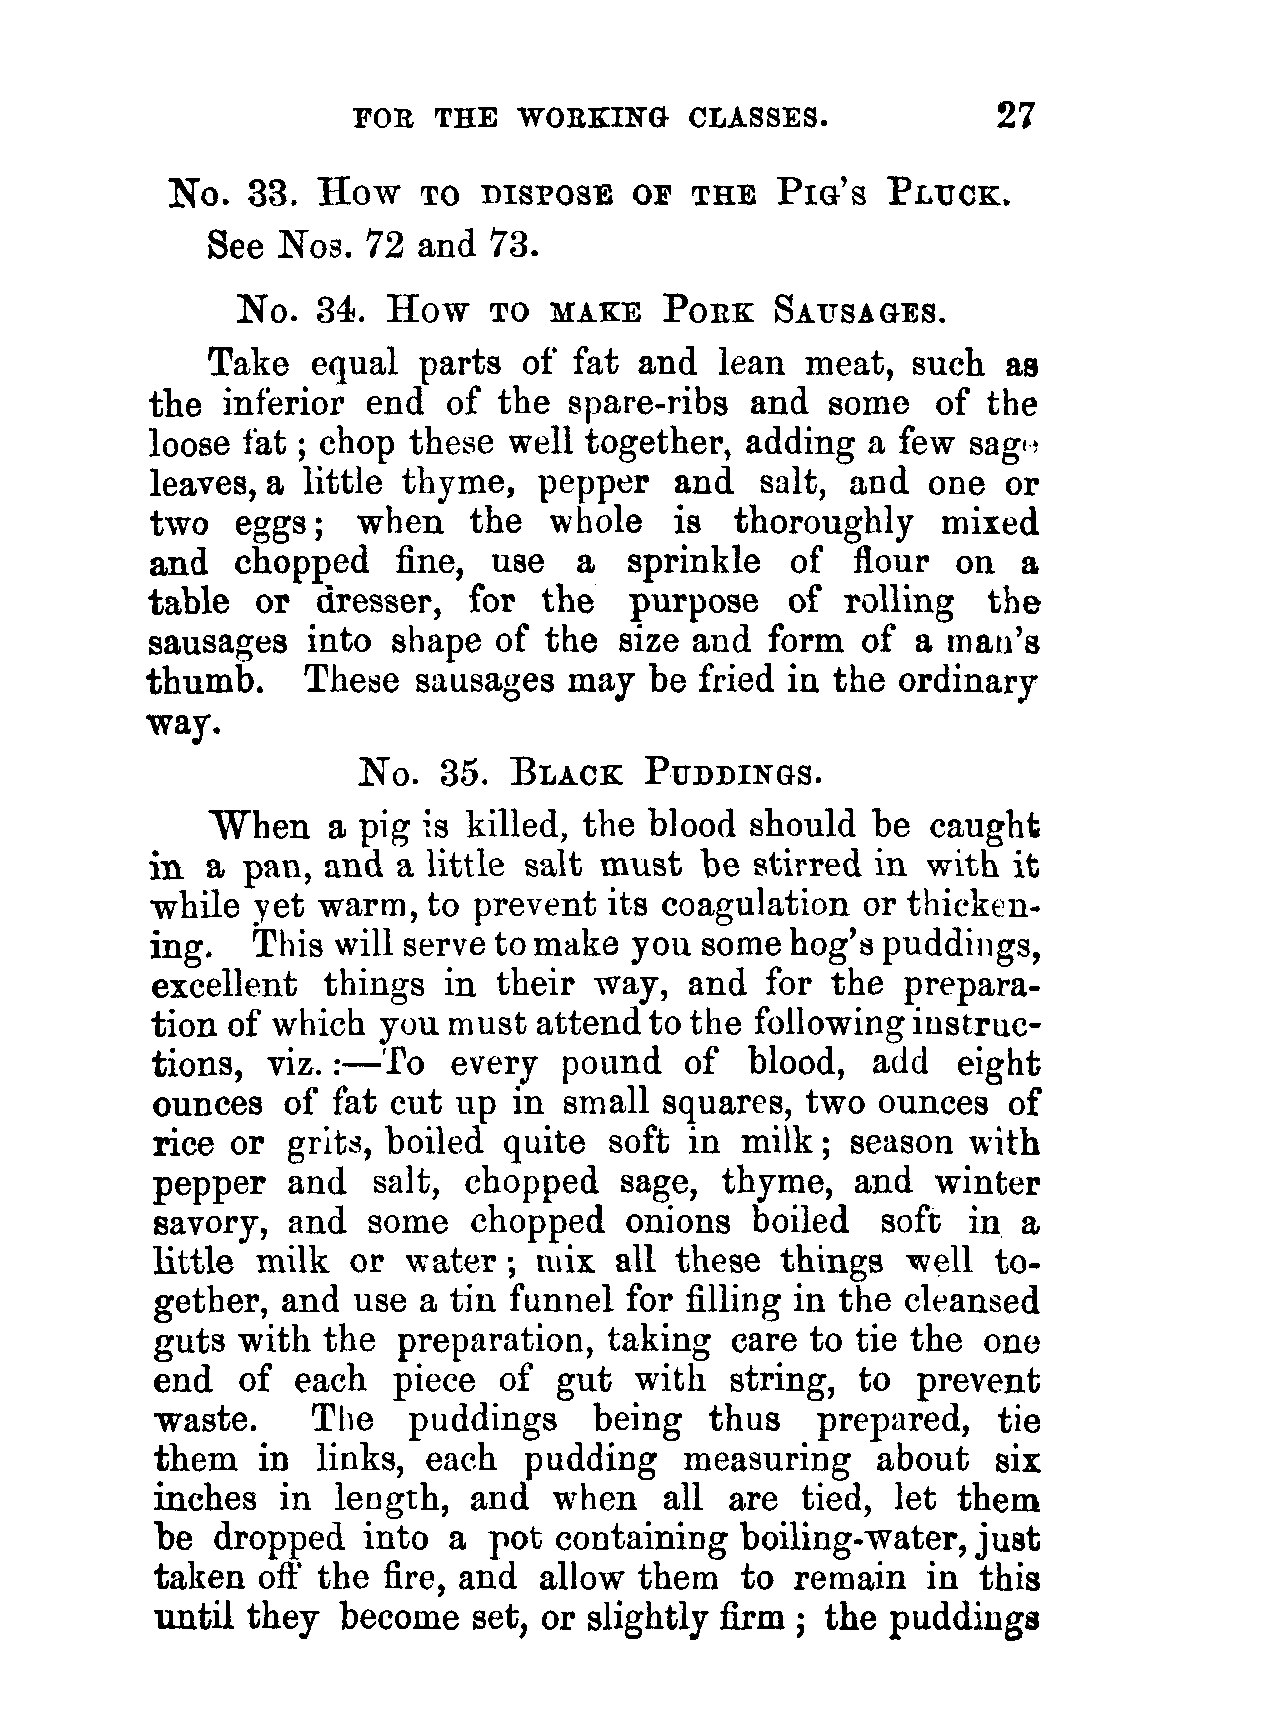 FOR THE WORKING CLASSES. 27
No. 33. How to dispose of the Pig's Pluck.
See Nos. 72 and 73.
No. 34. How to make Pork Sausages.
Take equal parts of fat and lean meat, such as
the inferior end of the spare-ribs and some of the
loose fat ; chop these well together, adding a few sage
leaves, a little thyme, pepper and salt, and one or
two eggs; when the whole is thoroughly mixed
and chopped fine, use a sprinkle of flour on a
table or dresser, for the purpose of rolling the
sausages into shape of the size and form of a man's
thumb. These sausages may be fried in the ordinary
way.
No. 35. Black Puddings.
When a pig is killed, the blood should be caught
in a pan, and a little salt must be stirred in with it
while yet warm, to prevent its coagulation or thicken-
ing. This will serve to make you some hog's puddings,
excellent things in their way, and for the prepara-
tion of which you must attend to the following instruc-
tions, viz. :—To every pound of blood, add eight
ounces of fat cut up in small squares, two ounces of
rice or grits, boiled quite soft in milk ; season with
pepper and salt, chopped sage, thyme, and winter
savory, and some chopped onions boiled soft in a
little milk or water ; mix all these things well to-
gether, and use a tin funnel for filling in the cleansed
guts with the preparation, taking care to tie the one
end of each piece of gut with string, to prevent
waste. The puddings being thus prepared, tie
them in links, each pudding measuring about six
inches in length, and when all are tied, let them
be dropped into a pot containing boiling-water, just
taken off the fire, and allow them to remain in this
until they become set, or slightly firm ; the puddings